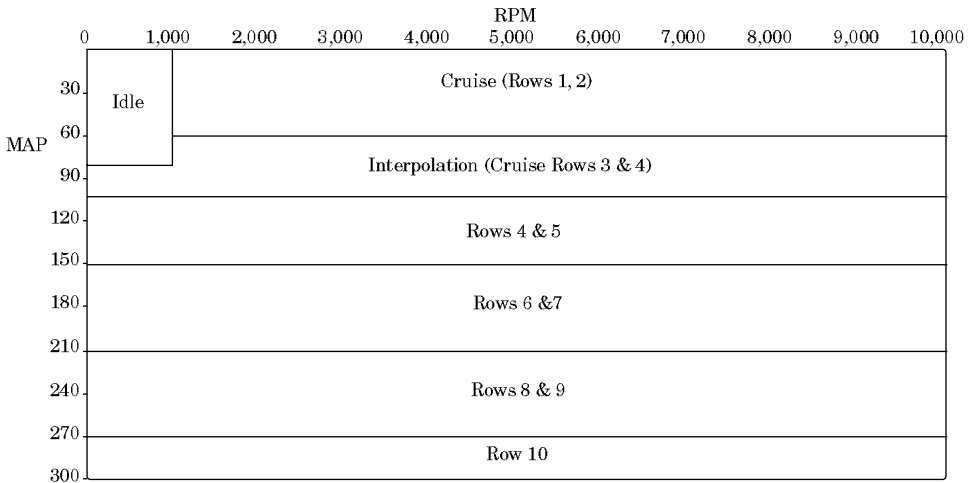 RPM
0 1,000 2,000 3,000 4,000 5,000 6,000 7,000 8,000 9,000 10,000
Cruise (Rows 1, 2)
30
Idle
60
MAP
Interpolation (Cruise Rows 3 & 4)
90
120
Rows 4 & 5
150
180
Rows 6 &7
210
240
Rows 8 & 9
270
Row 10
300